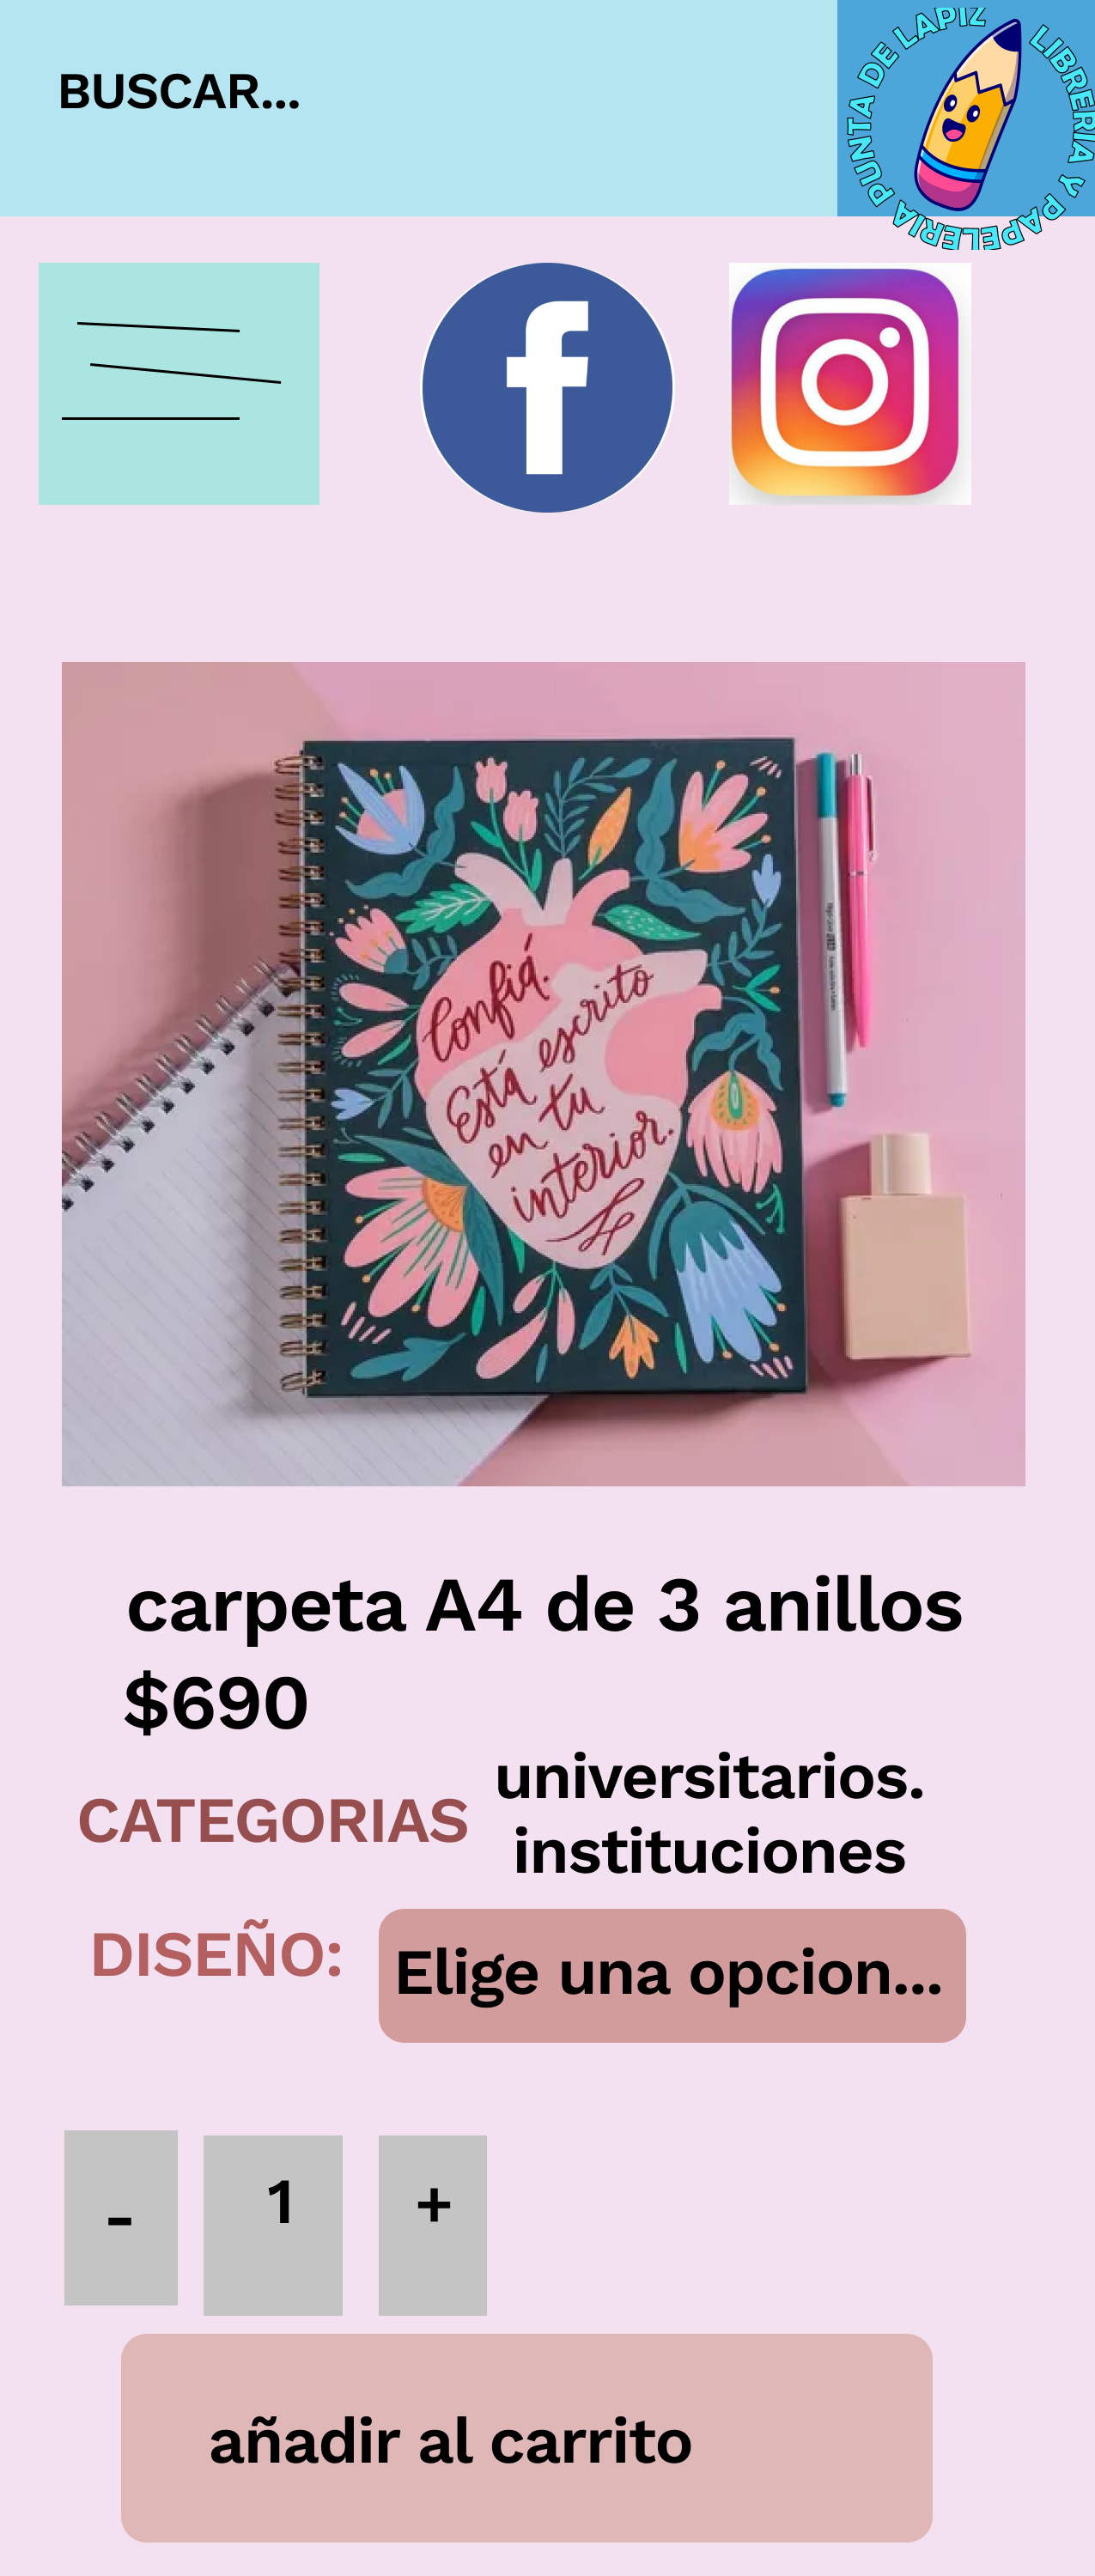 BUSCAR...
PUNTA DE LAPIZ
LIBRERIA Y PAPELERIA
Confiá.
Está escrito
en tu
interior.
carpeta A4 de 3 anillos
$690
CATEGORIAS
universitarios.
instituciones
DISEÑO:
Elige una opcion...
- 1 +
añadir al carrito